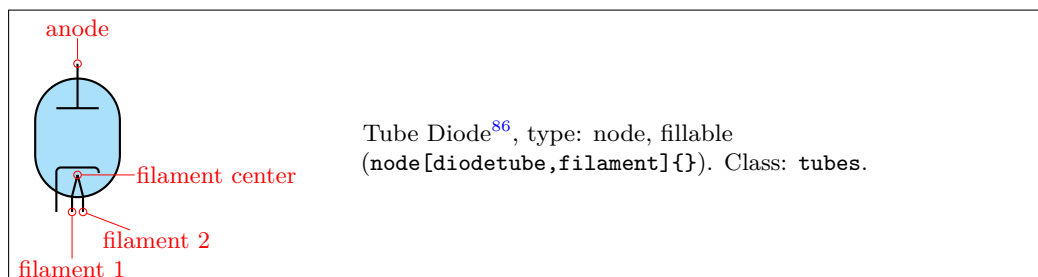 anode
Tube Diode86, type: node, fillable
(node[diodetube,filament]{}). Class: tubes.
filament center
filament 2
filament 1